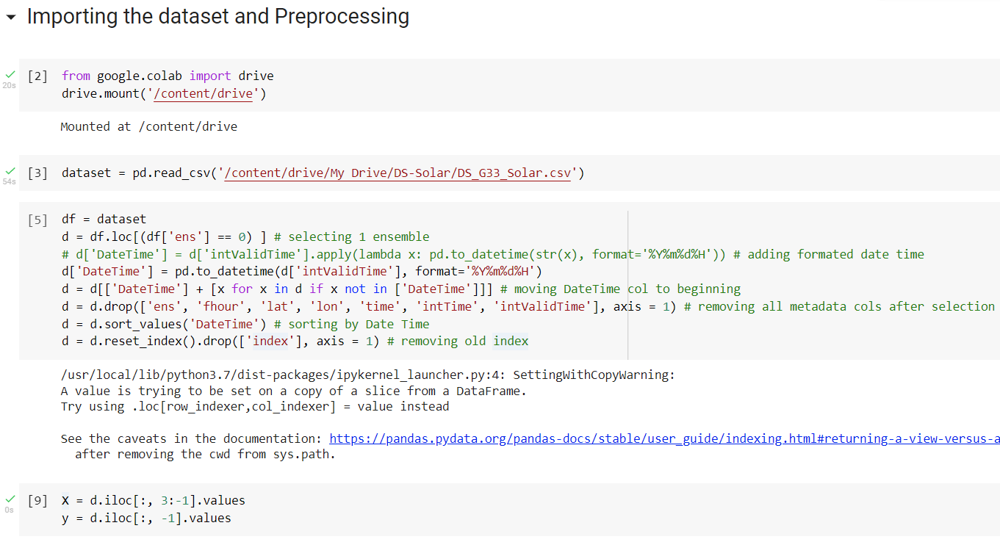 Importing the dataset and Preprocessing
20s
[2] from google.colab import drive
drive.mount('/content/drive')
Mounted at /content/drive
54s
[3] dataset = pd.read_csv('/content/drive/My Drive/DS-Solar/DS_G33_Solar.csv')
[5] df = dataset
d = df.loc[(df['ens'] == 0) ] # selecting 1 ensemble
# d['DateTime'] = d['intValidTime'].apply(lambda x: pd.to_datetime(str(x), format='%Y%m%d%H')) # adding formated date time
d['DateTime'] = pd.to_datetime(d['intValidTime'], format='%Y%m%d%H')
d = d[['DateTime'] + [x for x in d if x not in ['DateTime']]] # moving DateTime col to beginning
d = d.drop(['ens', 'fhour', 'lat', 'lon', 'time', 'intTime', 'intValidTime'], axis = 1) # removing all metadata cols after selection
d = d.sort_values('DateTime') # sorting by Date Time
d = d.reset_index().drop(['index'], axis = 1) # removing old index
/usr/local/lib/python3.7/dist-packages/ipykernel_launcher.py:4: SettingWithCopyWarning:
A value is trying to be set on a copy of a slice from a DataFrame.
Try using .loc[row_indexer,col_indexer] = value instead
See the caveats in the documentation: https://pandas.pydata.org/pandas-docs/stable/user_guide/indexing.html#returning-a-view-versus-a
after removing the cwd from sys.path.
0s
[9] X = d.iloc[:, 3:-1].values
y = d.iloc[:, -1].values